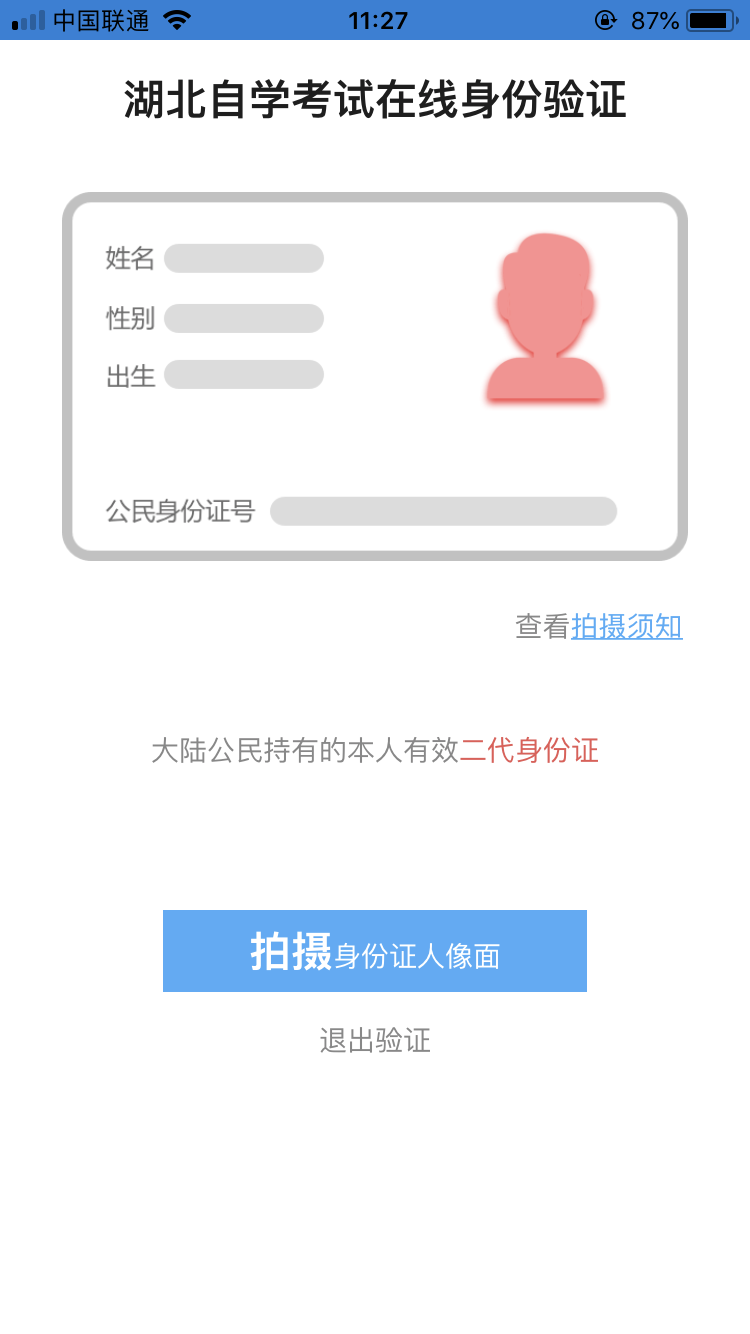 中国联通 11:27 87%
湖北自学考试在线身份验证
姓名
性别
出生
公民身份证号
查看拍摄须知
大陆公民持有的本人有效二代身份证
拍摄身份证人像面
退出验证